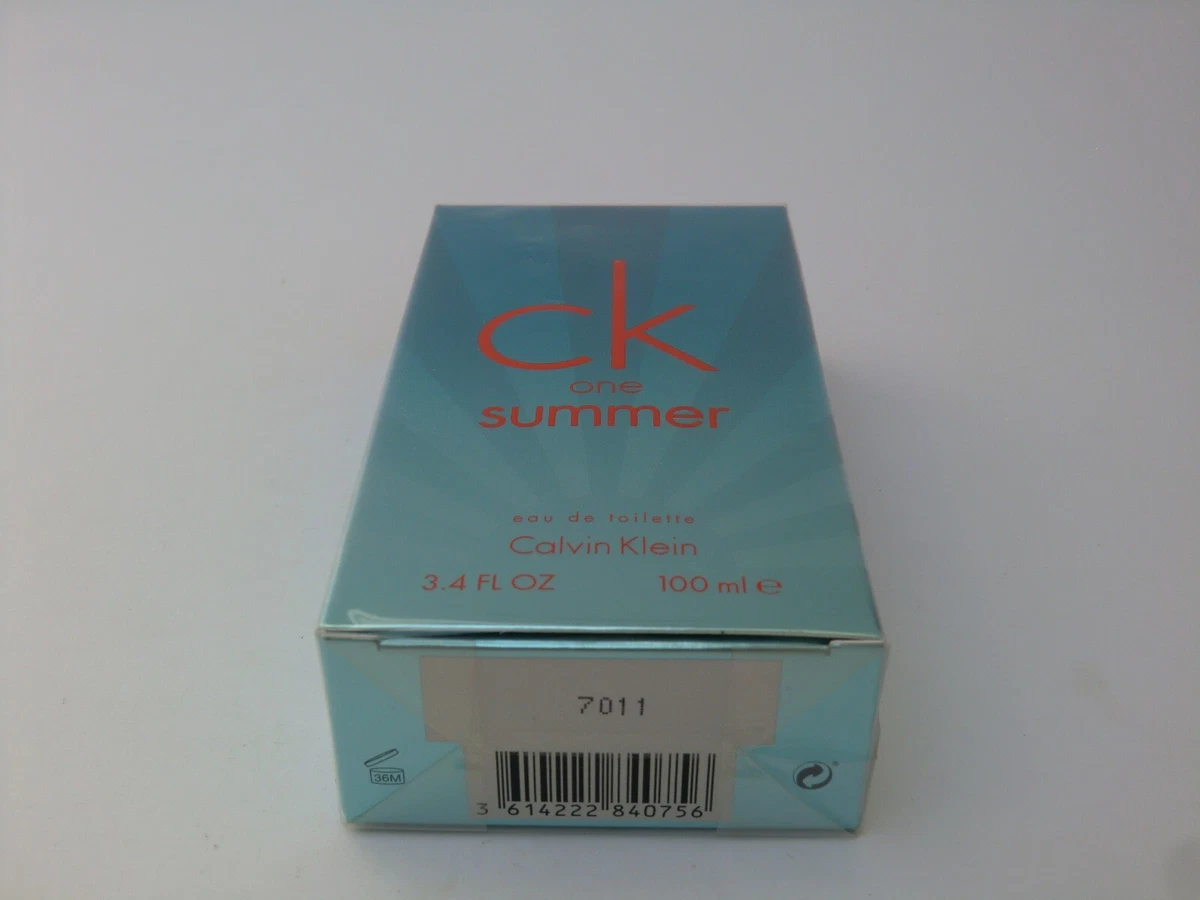 ck
one
summer
eau de toilette
Calvin Klein
3.4 FL OZ 100 ml ℮
7011
36M
3 614222 840756